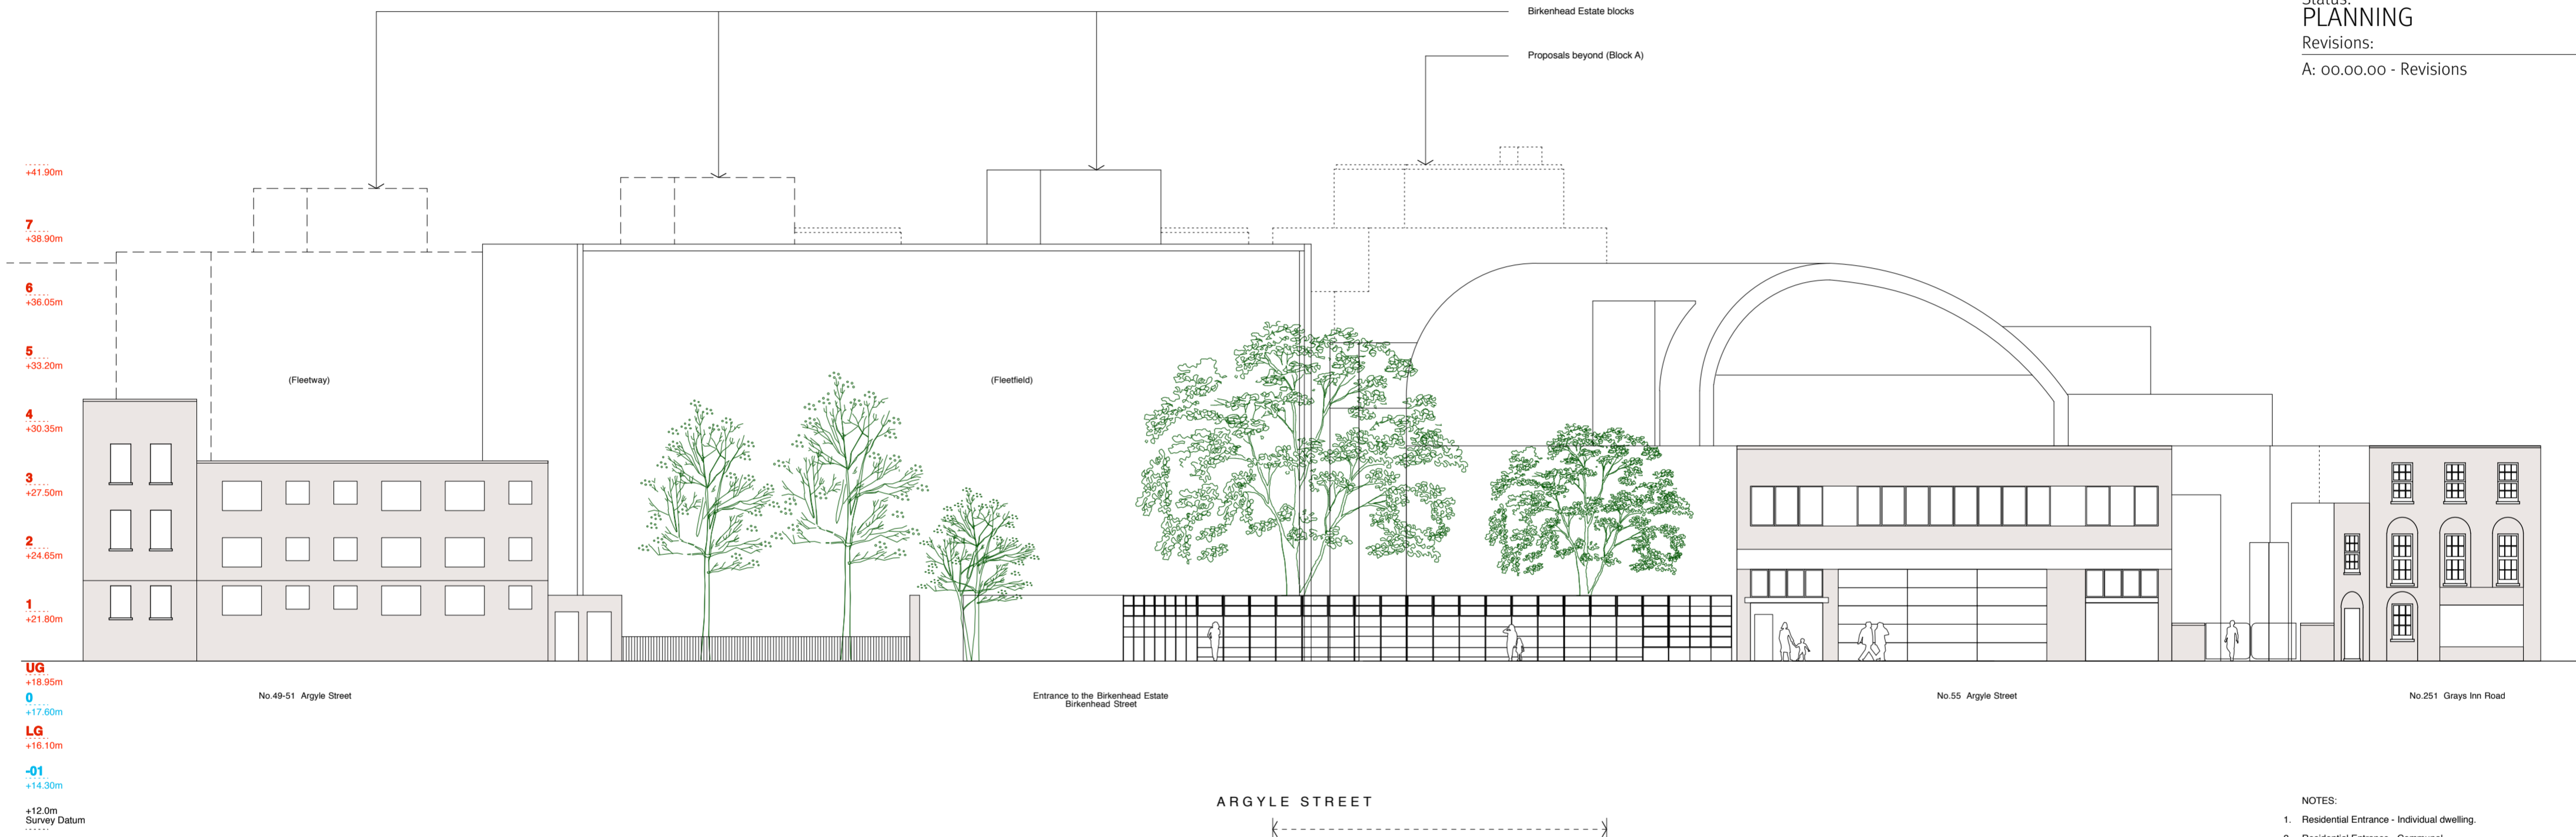 Birkenhead Estate blocks
Proposals beyond (Block A)
Status:
PLANNING
Revisions:
A: 00.00.00 - Revisions
+41.90m
7
+38.90m
6
+36.05m
5
+33.20m
4
+30.35m
3
+27.50m
2
+24.65m
1
+21.80m
UG
+18.95m
0
+17.60m
LG
+16.10m
-01
+14.30m
+12.0m
Survey Datum
(Fleetway)
(Fleetfield)
No.49-51 Argyle Street
Entrance to the Birkenhead Estate
Birkenhead Street
No.55 Argyle Street
No.251 Grays Inn Road
ARGYLE STREET
NOTES:
1. Residential Entrance - Individual dwelling.
2. Residential Entrance - Communal